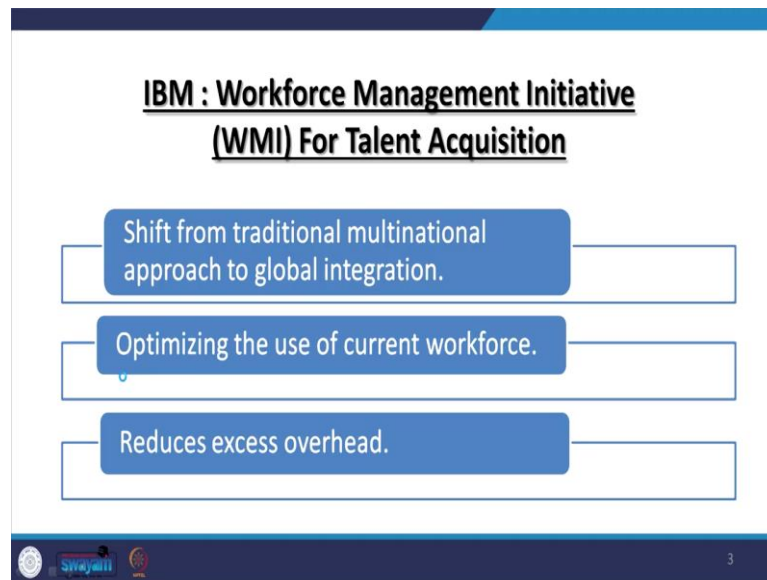 IBM : Workforce Management Initiative
(WMI) For Talent Acquisition
Shift from traditional multinational
approach to global integration.
Optimizing the use of current workforce.
Reduces excess overhead.
swayam
3